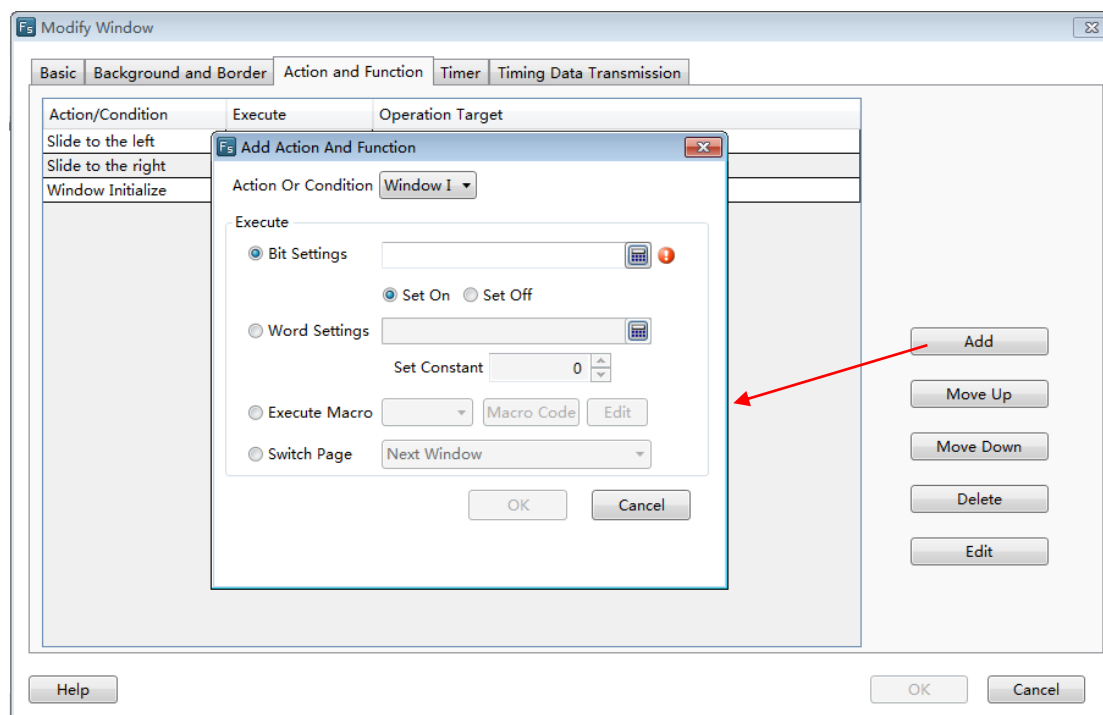 Fs Modify Window
Basic Background and Border Action and Function Timer Timing Data Transmission
Action/Condition Execute Operation Target
Slide to the left
Slide to the right
Window Initialize
Fs Add Action And Function
Action Or Condition Window I
Execute
Bit Settings
Set On Set Off
Word Settings
Set Constant 0
Execute Macro Macro Code Edit
Switch Page Next Window
OK Cancel
Add
Move Up
Move Down
Delete
Edit
Help OK Cancel